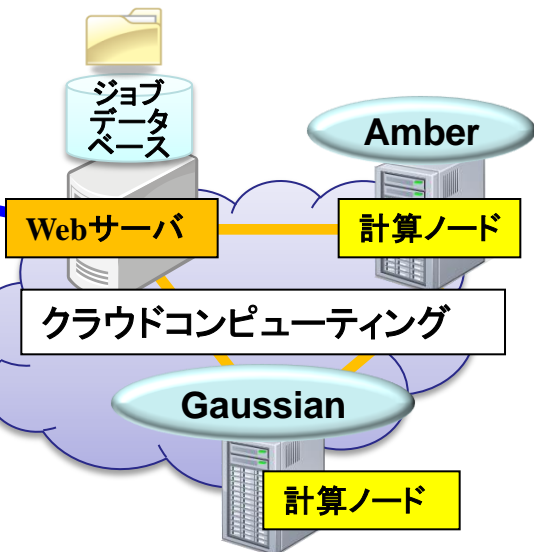 ジョブ
データ
ベース
Amber
Webサーバ
計算ノード
クラウドコンピューティング
Gaussian
計算ノード